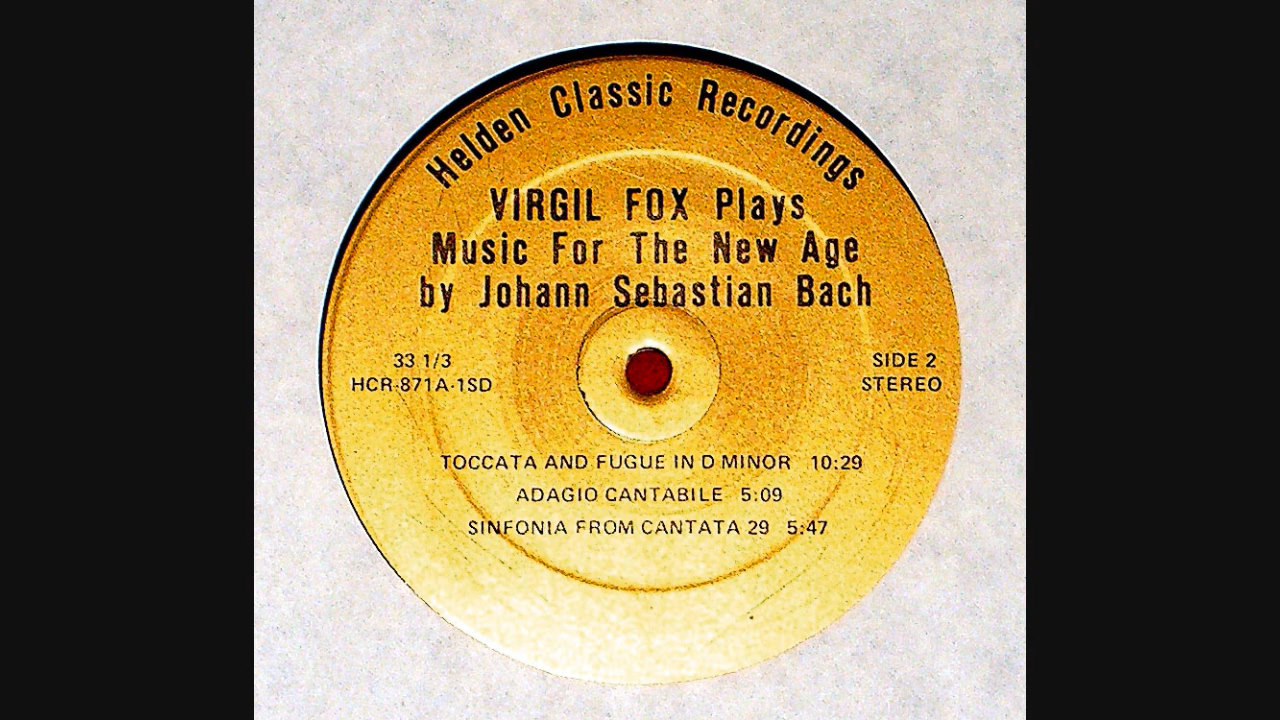 Helden Classic Recordings
VIRGIL FOX Plays
Music For The New Age
by Johann Sebastian Bach
33 1/3
HCR-871A-1SD
SIDE 2
STEREO
TOCCATA AND FUGUE IN D MINOR 10:29
ADAGIO CANTABILE 5:09
SINFONIA FROM CANTATA 29 5:47